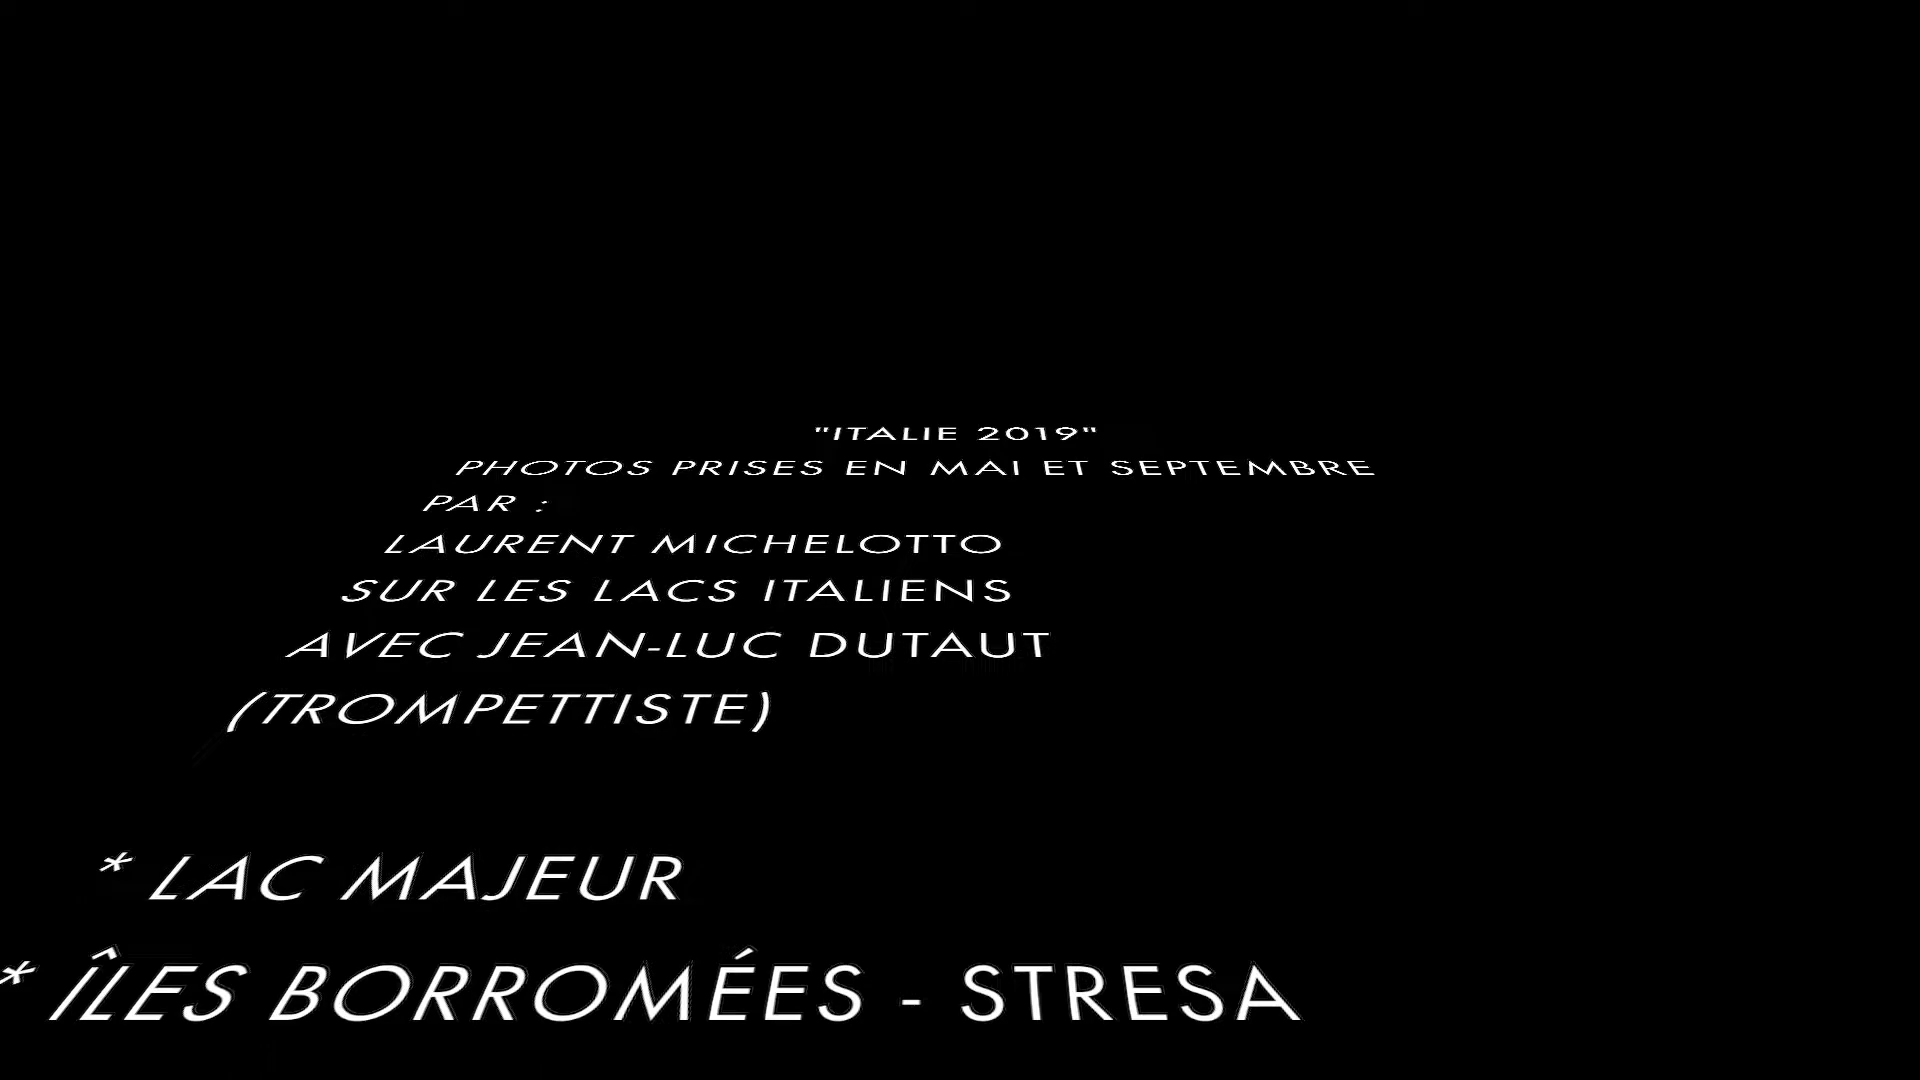 "ITALIE 2019"
PHOTOS PRISES EN MAI ET SEPTEMBRE
PAR :
LAURENT MICHELOTTO
SUR LES LACS ITALIENS
AVEC JEAN-LUC DUTAUT
(TROMPETTISTE)
* LAC MAJEUR
* ÎLES BORROMÉES - STRESA